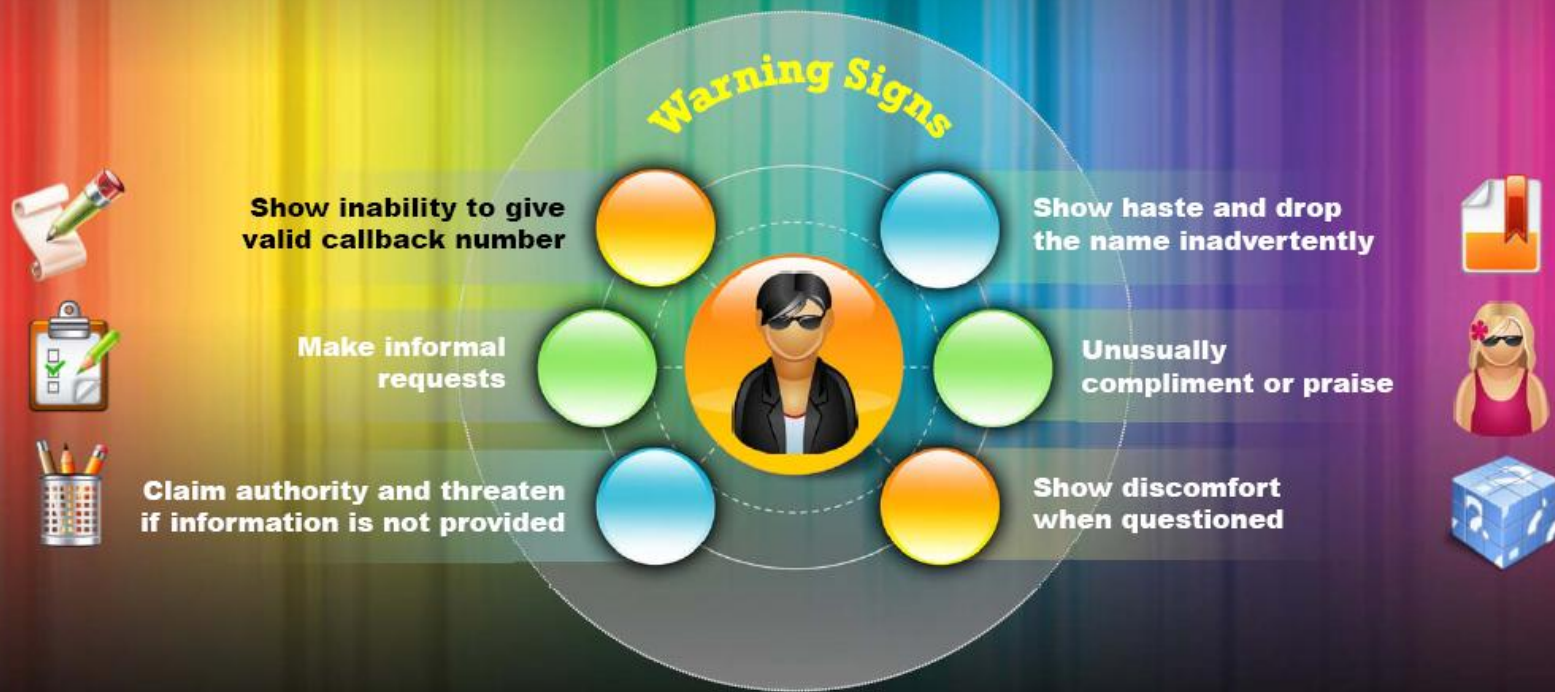 Warning Signs
Show inability to give
valid callback number
Make informal
requests
Claim authority and threaten
if information is not provided
Show haste and drop
the name inadvertently
Unusually
compliment or praise
Show discomfort
when questioned